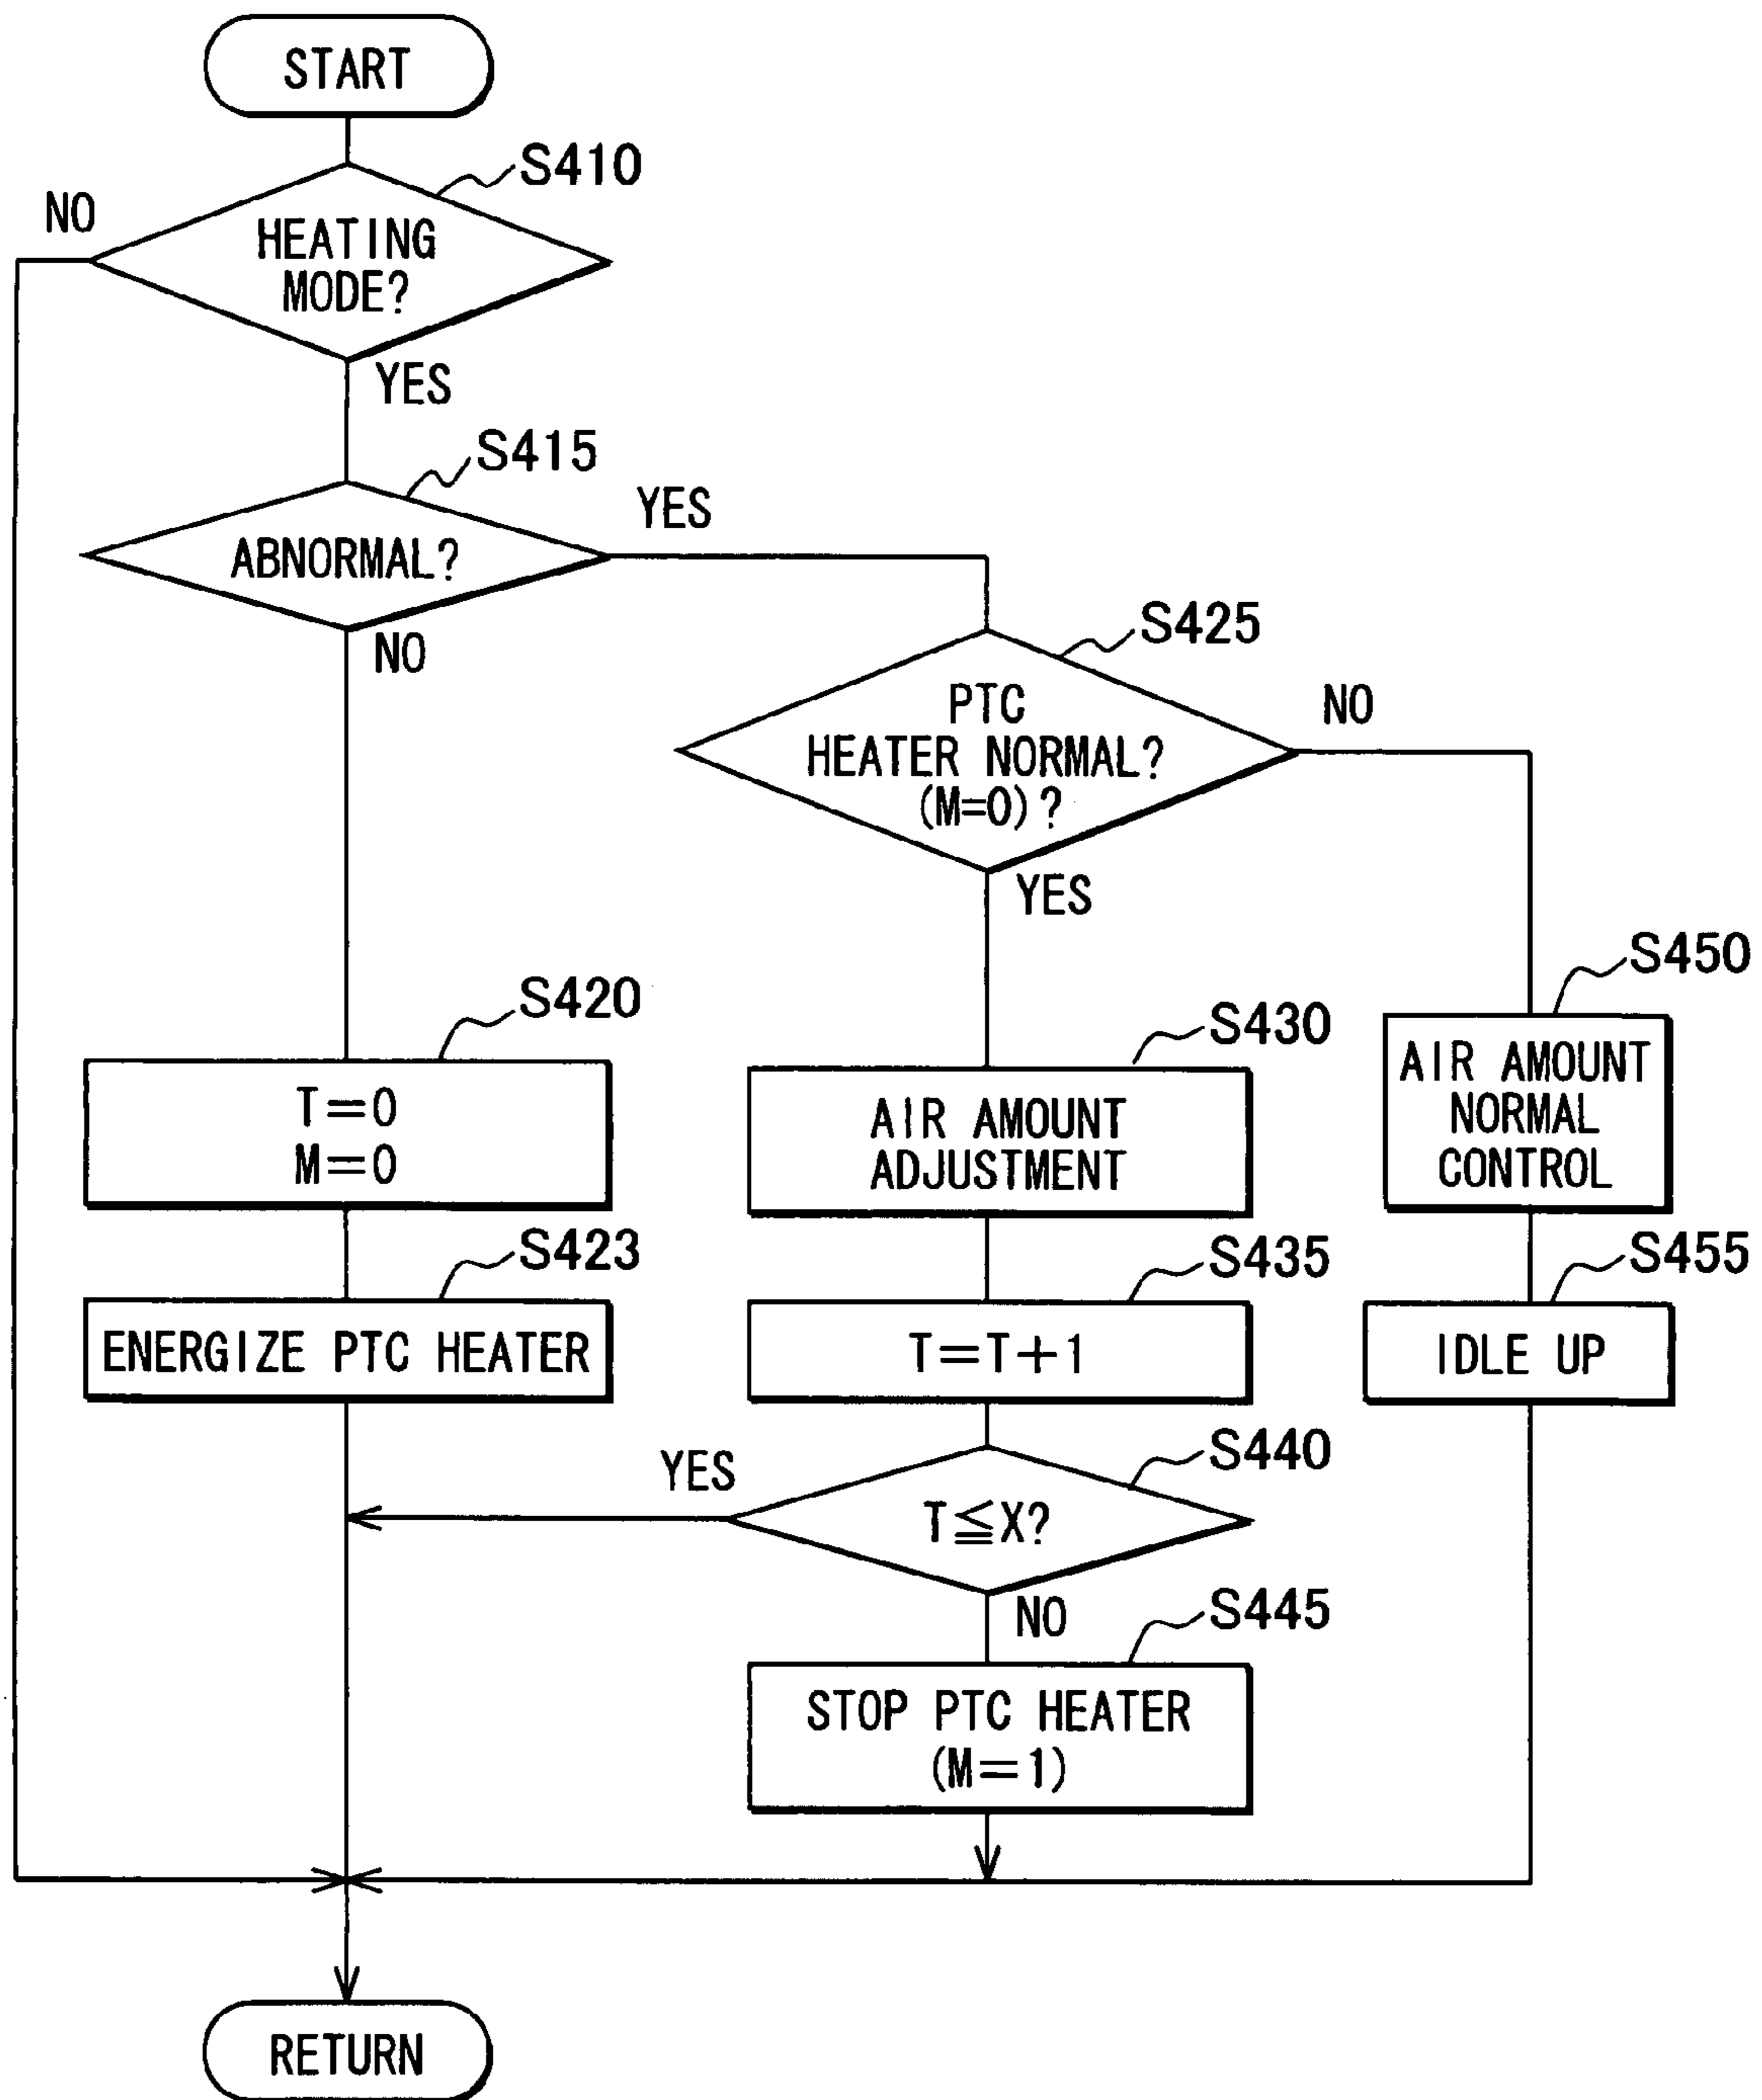 START
S410
NO
HEATING
MODE?
YES
S415
YES
ABNORMAL?
NO
S425
PTC
HEATER NORMAL?
(M=0)?
NO
YES
S420
T=0
M=0
S430
AIR AMOUNT
ADJUSTMENT
S450
AIR AMOUNT
NORMAL
CONTROL
S423
ENERGIZE PTC HEATER
S435
T=T+1
S455
IDLE UP
S440
YES
T≦X?
NO
S445
STOP PTC HEATER
(M=1)
RETURN